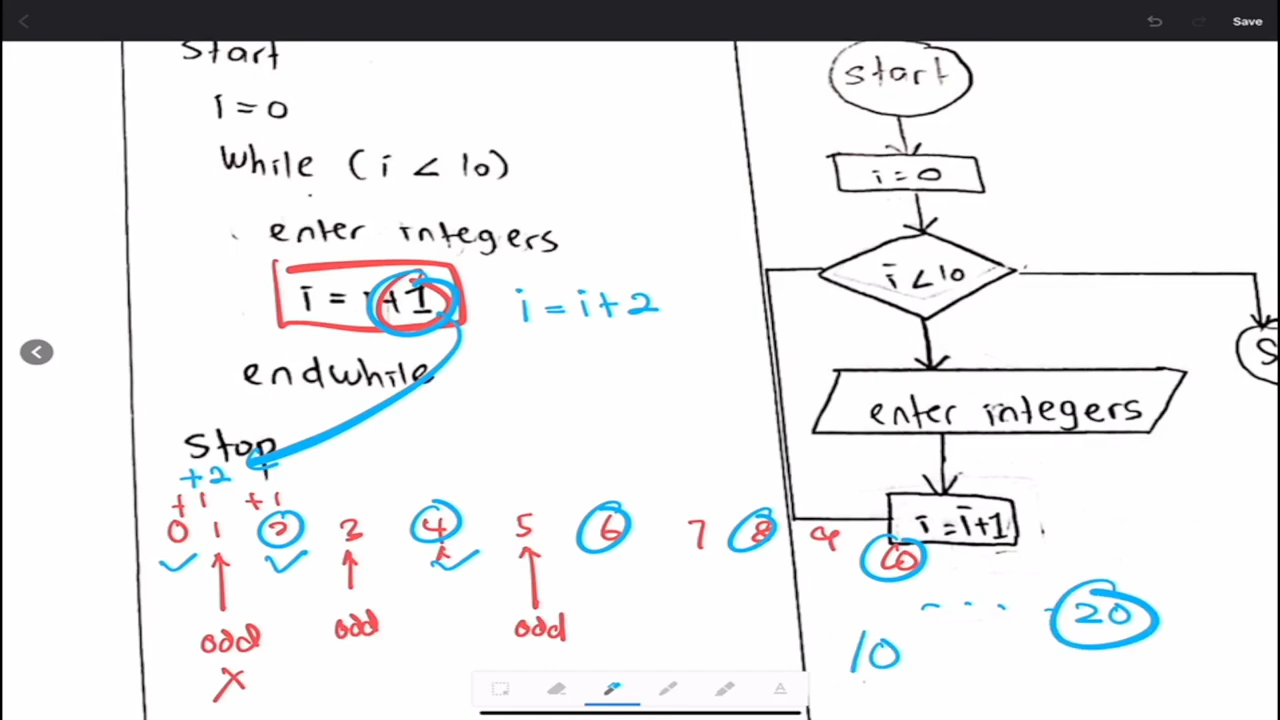 Save
start
i = 0
while (i < 10)
enter integers
i = i+1
i = i+2
endwhile
Stop
+2
+1 +1
0 1 2 3 4 5 6 7 8 9 10
odd odd odd
X
start
i = 0
i < 10
enter integers
i = i+1
.... 20
10
A